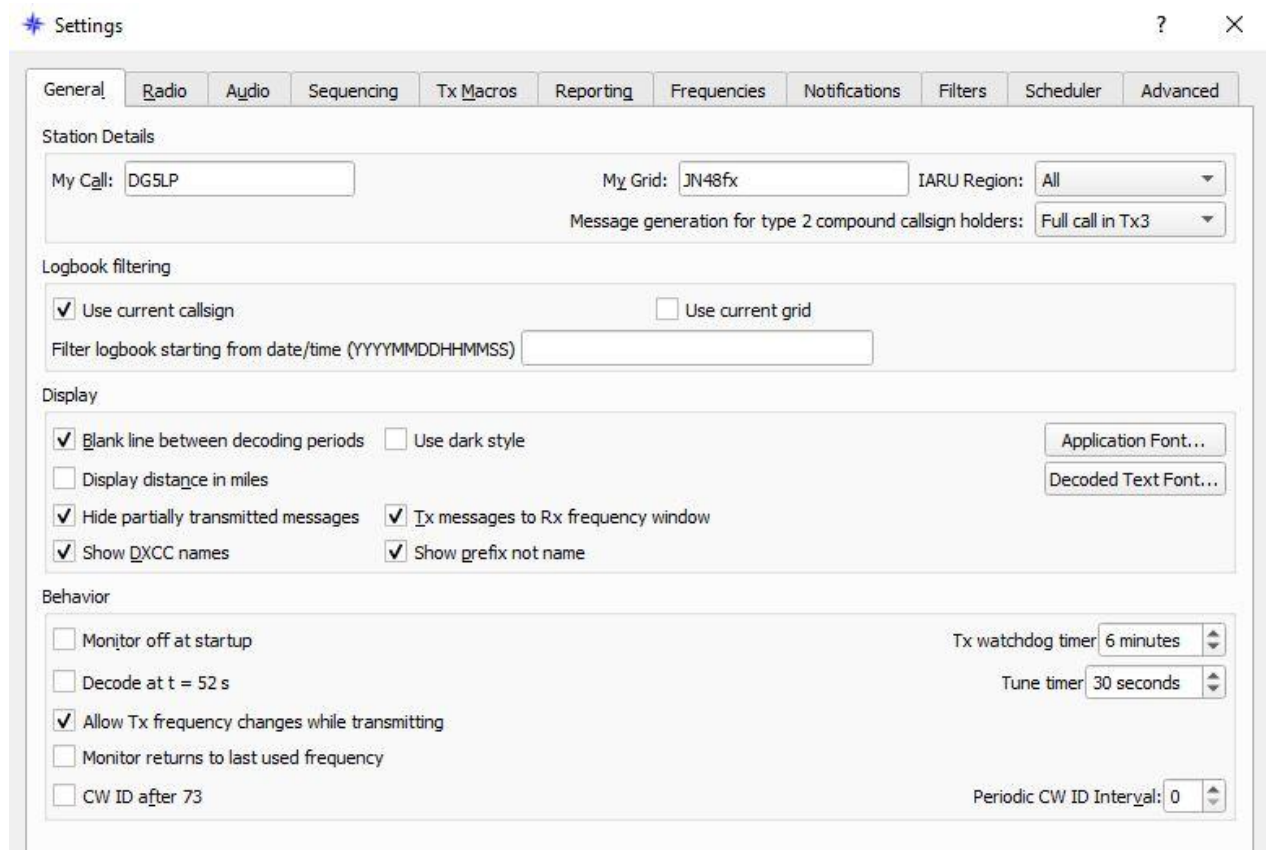 Settings
?
General Radio Audio Sequencing Tx Macros Reporting Frequencies Notifications Filters Scheduler Advanced
Station Details
My Call: DG5LP My Grid: JN48fx IARU Region: All
Message generation for type 2 compound callsign holders: Full call in Tx3
Logbook filtering
Use current callsign Use current grid
Filter logbook starting from date/time (YYYYMMDDHHMMSS)
Display
Blank line between decoding periods Use dark style Application Font...
Display distance in miles Decoded Text Font...
Hide partially transmitted messages Tx messages to Rx frequency window
Show DXCC names Show prefix not name
Behavior
Monitor off at startup Tx watchdog timer 6 minutes
Decode at t = 52 s Tune timer 30 seconds
Allow Tx frequency changes while transmitting
Monitor returns to last used frequency
CW ID after 73 Periodic CW ID Interval: 0